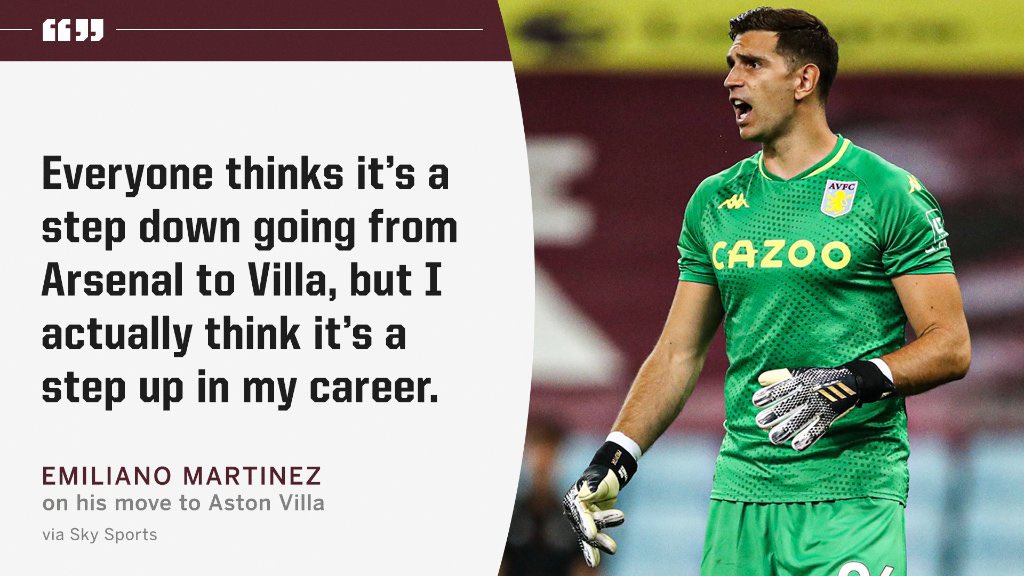 Everyone thinks it's a
step down going from
Arsenal to Villa, but I
actually think it's a
step up in my career.
EMILIANO MARTINEZ
on his move to Aston Villa
via Sky Sports
AVFC
CAZOO